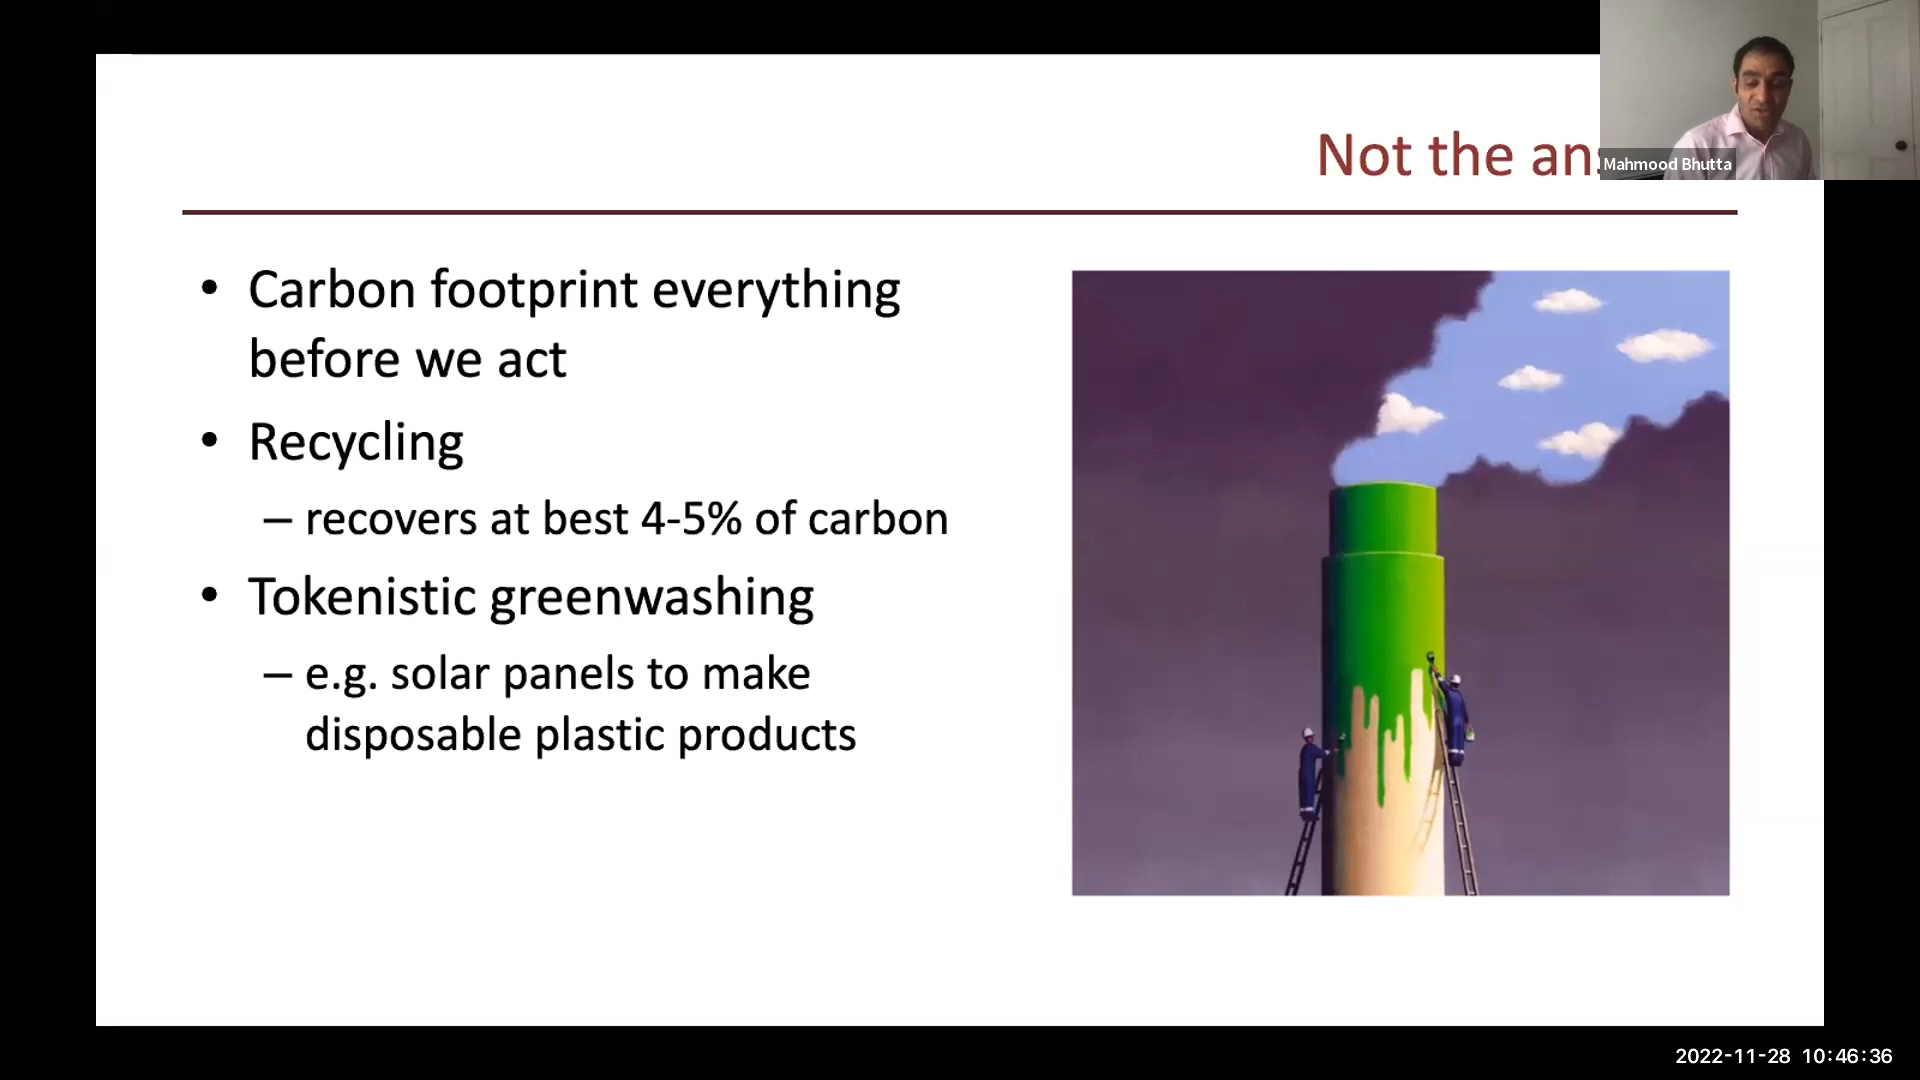 Not the
Mahmood Bhutta
• Carbon footprint everything
before we act
• Recycling
– recovers at best 4-5% of carbon
• Tokenistic greenwashing
– e.g. solar panels to make
disposable plastic products
2022-11-28 10:46:36